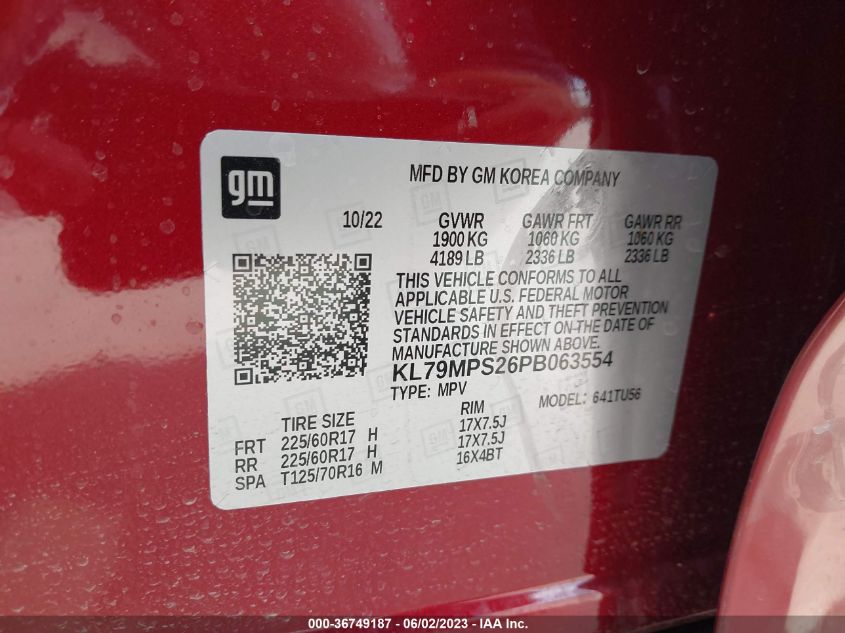 gm
MFD BY GM KOREA COMPANY
10/22 GVWR GAWR FRT GAWR RR
1900 KG 1060 KG 1060 KG
4189 LB 2336 LB 2336 LB
THIS VEHICLE CONFORMS TO ALL
APPLICABLE U.S. FEDERAL MOTOR
VEHICLE SAFETY AND THEFT PREVENTION
STANDARDS IN EFFECT ON THE DATE OF
MANUFACTURE SHOWN ABOVE.
KL79MPS26PB063554
TYPE: MPV MODEL: 641TU56
TIRE SIZE RIM
FRT 225/60R17 H 17X7.5J
RR 225/60R17 H 17X7.5J
SPA T125/70R16 M 16X4BT
000-36749187 - 06/02/2023 - IAA Inc.